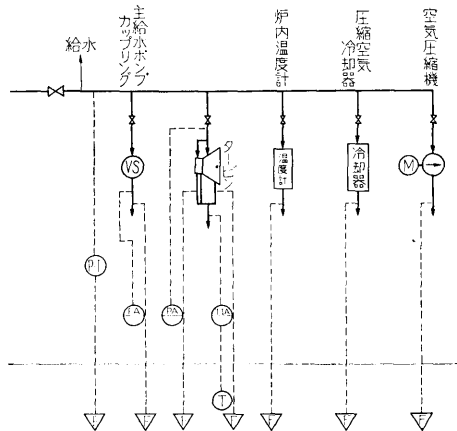 給水
主給水ポンプ
カップリング
炉内温度計
圧縮空気
冷却器
空気圧縮機
VS
タービン
温度計
冷却器
M
PI
PA
T
F
F
F
F